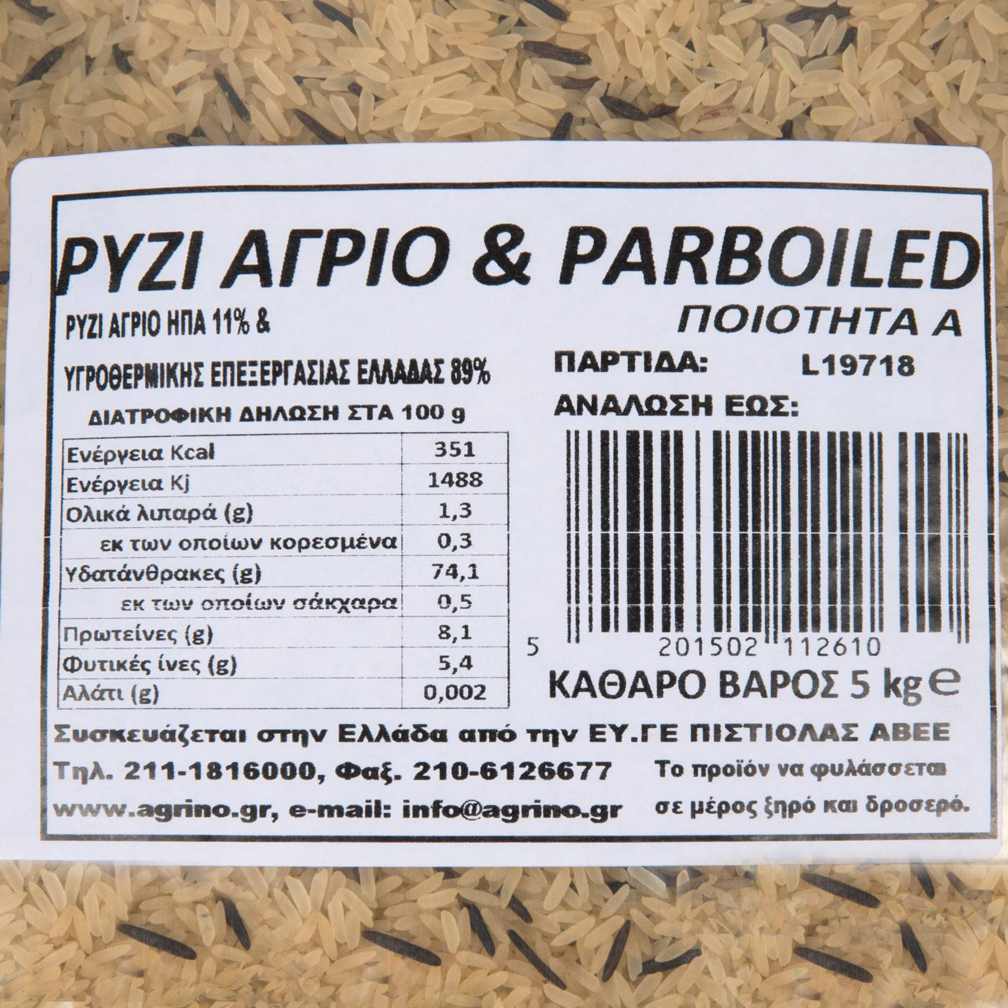 ΡΥΖΙ ΑΓΡΙΟ & PARBOILED
ΡΥΖΙ ΑΓΡΙΟ ΗΠΑ 11% &
ΠΟΙΟΤΗΤΑ Α
ΥΓΡΟΘΕΡΜΙΚΗΣ ΕΠΕΞΕΡΓΑΣΙΑΣ ΕΛΛΑΔΑΣ 89%
ΠΑΡΤΙΔΑ: L19718
ΑΝΑΛΩΣΗ ΕΩΣ:
ΔΙΑΤΡΟΦΙΚΗ ΔΗΛΩΣΗ ΣΤΑ 100 g
Ενέργεια Kcal 351
Ενέργεια Kj 1488
Ολικά λιπαρά (g) 1,3
εκ των οποίων κορεσμένα 0,3
Υδατάνθρακες (g) 74,1
εκ των οποίων σάκχαρα 0,5
Πρωτείνες (g) 8,1
Φυτικές ίνες (g) 5,4
Αλάτι (g) 0,002
5 201502 112610
ΚΑΘΑΡΟ ΒΑΡΟΣ 5 kg e
Συσκευάζεται στην Ελλάδα από την ΕΥ.ΓΕ ΠΙΣΤΙΟΛΑΣ ΑΒΕΕ
Τηλ. 211-1816000, Φαξ. 210-6126677
www.agrino.gr, e-mail: info@agrino.gr
Το προϊόν να φυλάσσεται
σε μέρος ξηρό και δροσερό.